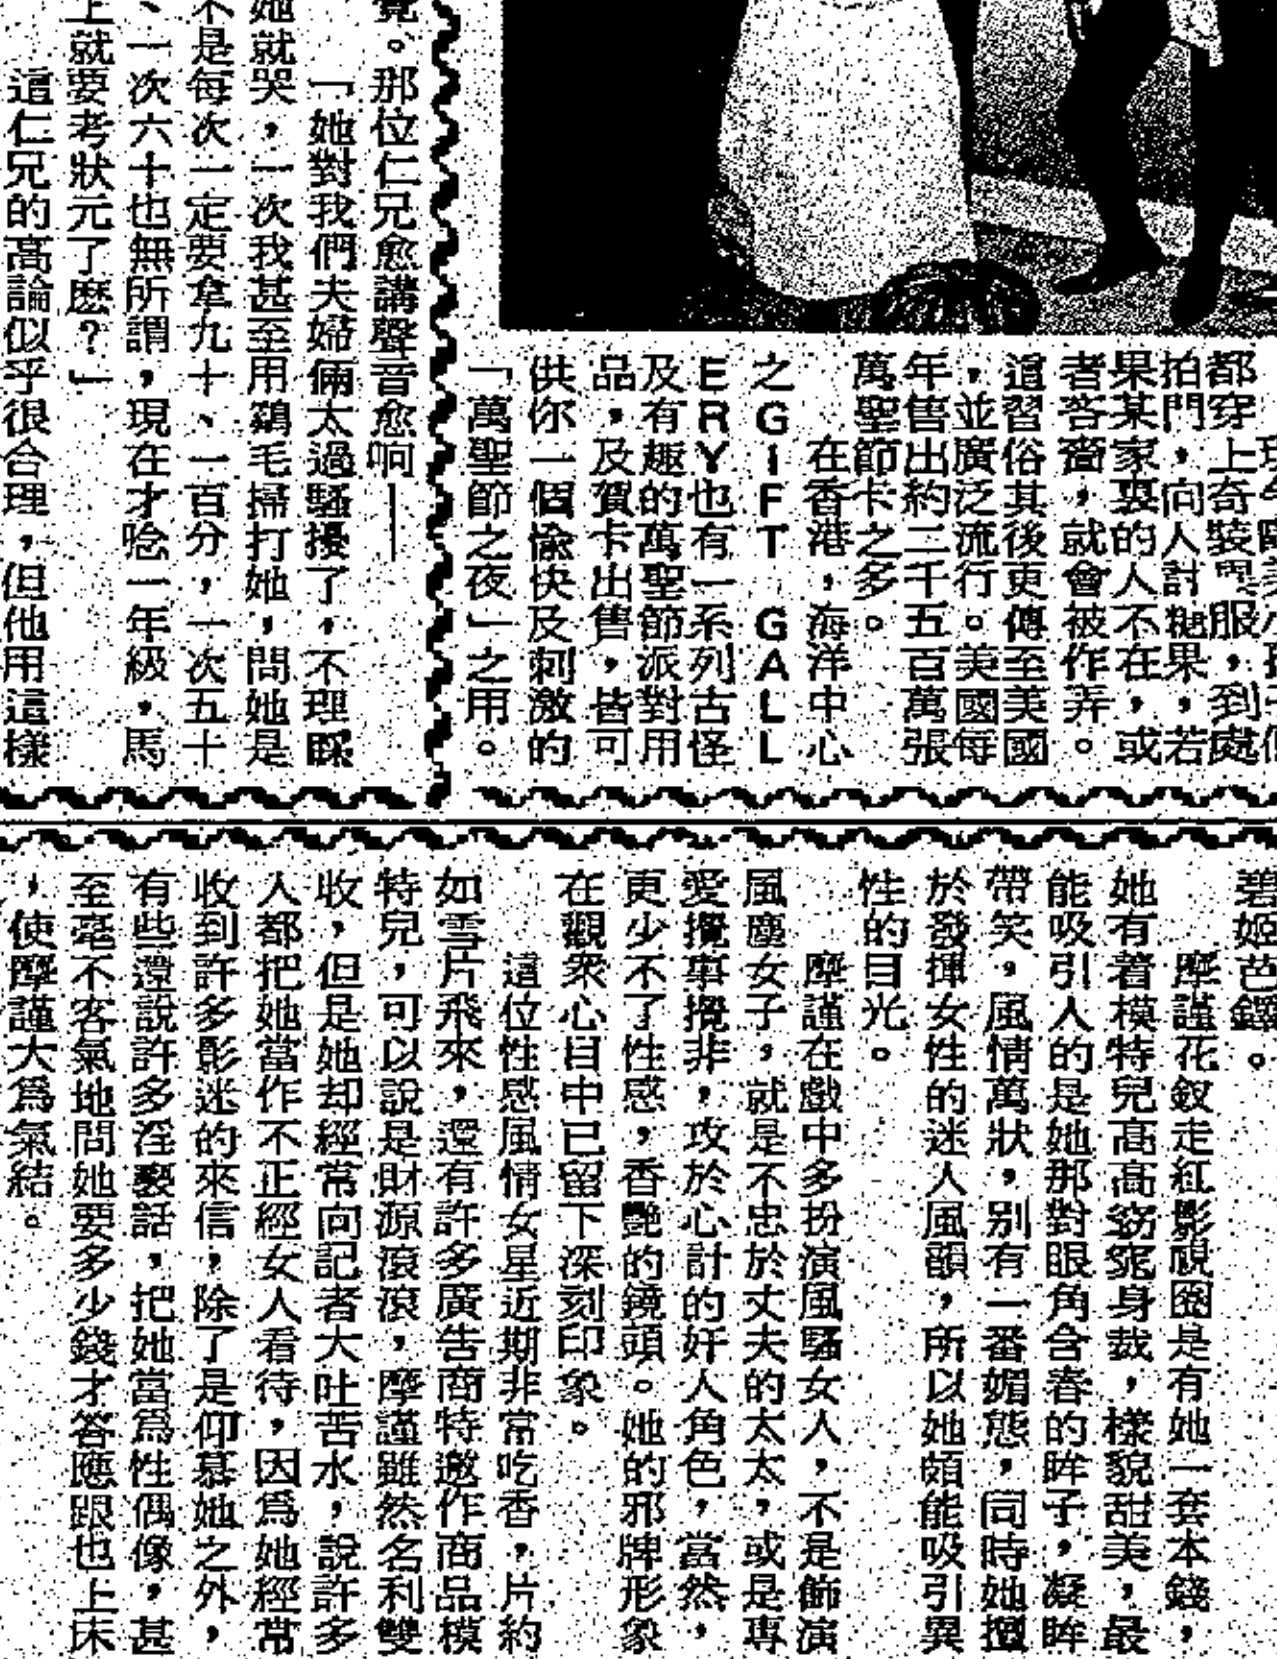 都穿上奇裝異服，到處
拍門，向人討糖果，若
果某家裏的人不在，或
者吝嗇，就會被作弄。
這習俗其後更傳至美國
，並廣泛流行。美國每
年售出約二千五百萬張
萬聖節卡之多。
在香港，海洋中心
之GIFT GALL
ERY也有一系列古怪
及有趣的萬聖節派對用
品，及賀卡出售，皆可
供你一個愉快及刺激的
「萬聖節之夜」之用。
覺。那位仁兄愈講聲音愈响——
「她對我們夫婦倆太過騷擾了，不理睬
她就哭，一次我甚至用鷄毛掃打她，問她是
不是每次一定要拿九十、一百分，一次五十
、一次六十也無所謂，現在才唸一年級，馬
上就要考狀元了麽？」
這仁兄的高論似乎很合理，但他用這樣
碧姬芭鐸。
摩謹花釵走紅影視圈是有她一套本錢，
她有着模特兒高高窈窕身裁，樣貌甜美，最
能吸引人的是她那對眼角含春的眸子，凝眸
帶笑，風情萬狀，别有一番媚態，同時她擅
於發揮女性的迷人風韻，所以她頗能吸引異
性的目光。
摩謹在戲中多扮演風騷女人，不是飾演
風塵女子，就是不忠於丈夫的太太，或是專
愛攪事攪非，攻於心計的奸人角色，當然，
更少不了性感，香艷的鏡頭。她的邪牌形象
在觀衆心目中已留下深刻印象。
這位性感風情女星近期非常吃香，片約
如雪片飛來，還有許多廣告商特邀作商品模
特兒，可以說是財源滾滾，摩謹雖然名利雙
收，但是她却經常向記者大吐苦水，說許多
人都把她當作不正經女人看待，因爲她經常
收到許多影迷的來信，除了是仰慕她之外，
有些還說許多淫褻話，把她當爲性偶像，甚
至毫不客氣地問她要多少錢才答應跟也上床
，使摩謹大爲氣結。